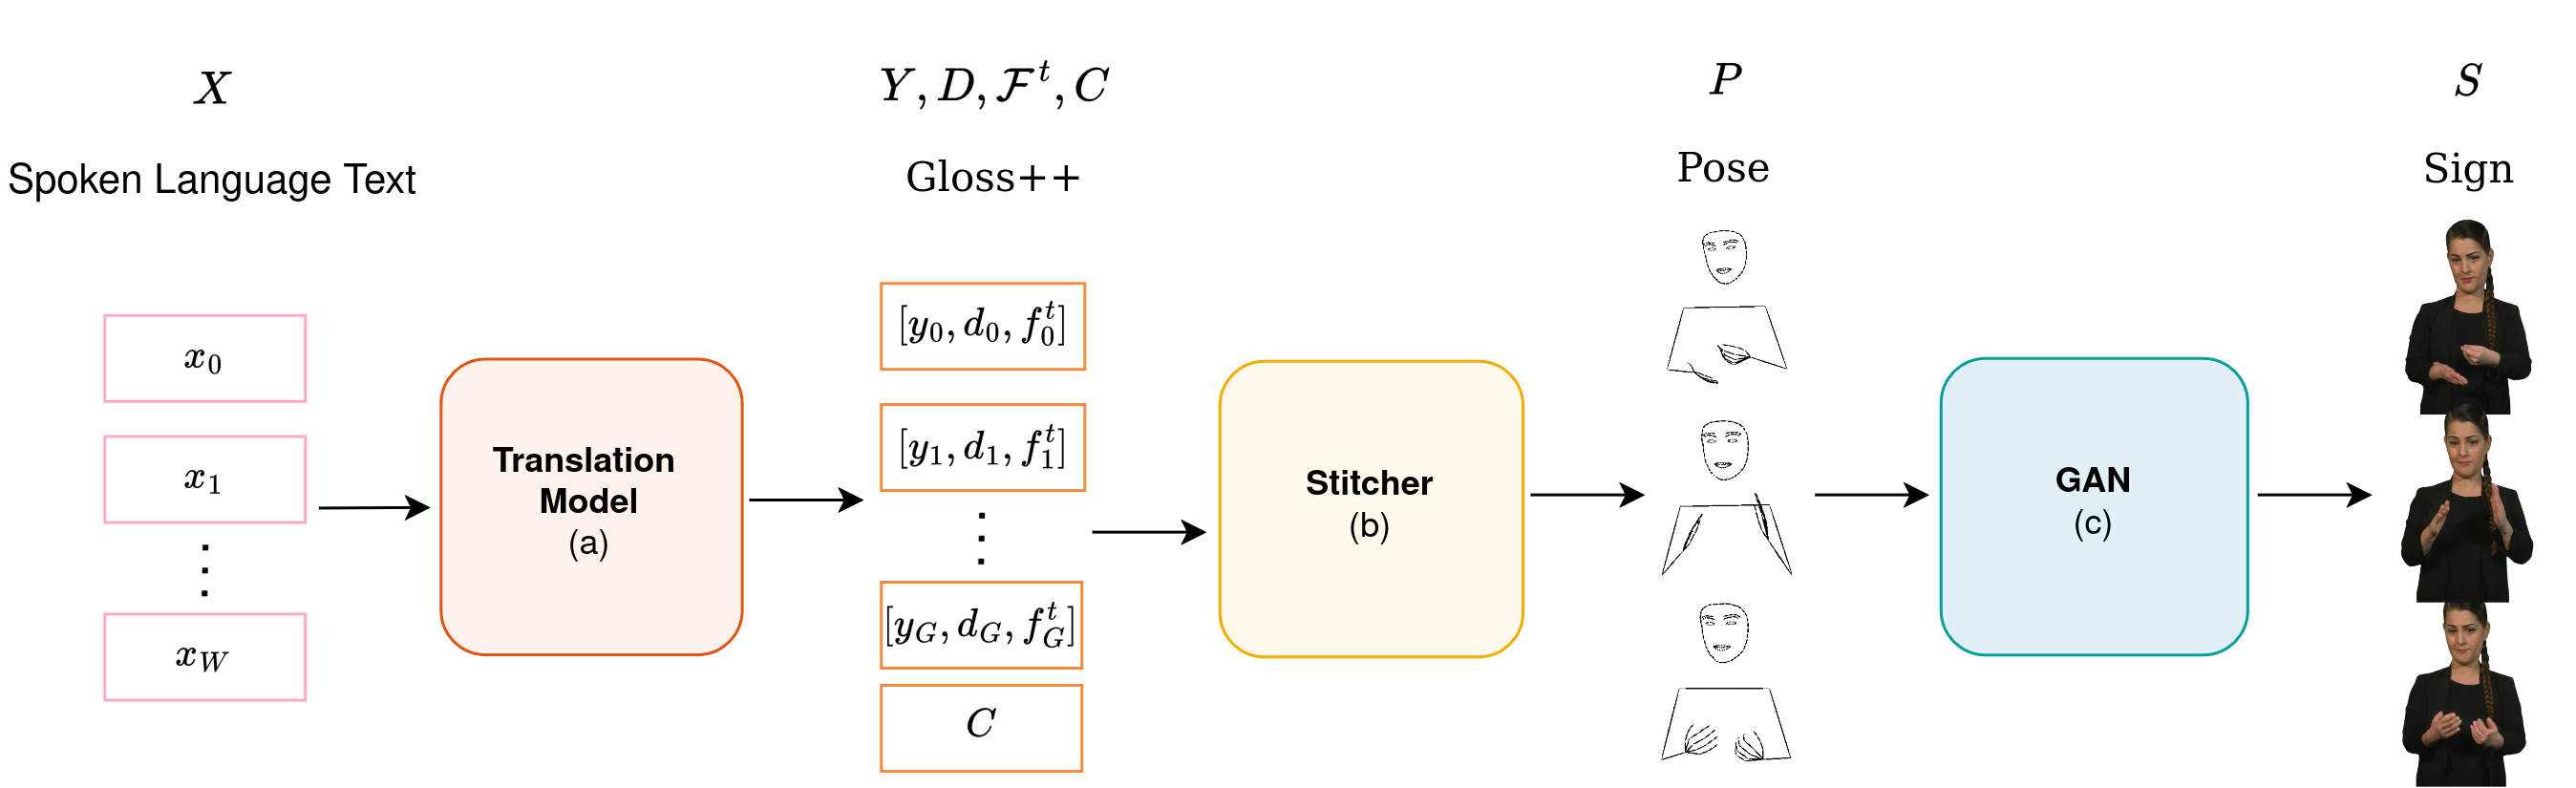 X
Spoken Language Text
x_0
x_1
⋮
x_W
Translation
Model
(a)
Y, D, ℱ^t, C
Gloss++
[y_0, d_0, f_0^t]
[y_1, d_1, f_1^t]
⋮
[y_G, d_G, f_G^t]
C
Stitcher
(b)
P
Pose
GAN
(c)
S
Sign